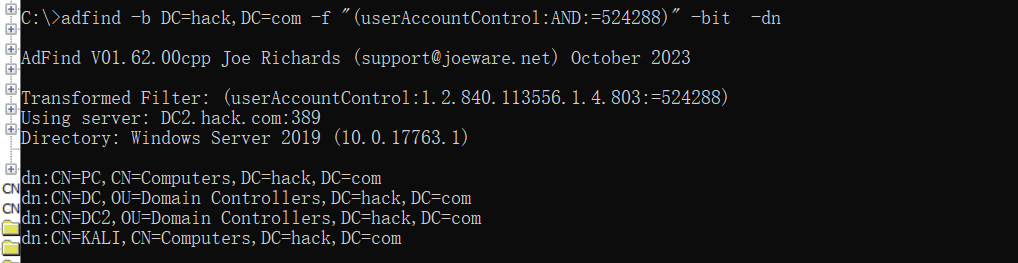 C:\>adfind -b DC=hack,DC=com -f "(userAccountControl:AND:=524288)" -bit  -dn
AdFind V01.62.00cpp Joe Richards (support@joeware.net) October 2023
Transformed Filter: (userAccountControl:1.2.840.113556.1.4.803:=524288)
Using server: DC2.hack.com:389
Directory: Windows Server 2019 (10.0.17763.1)
dn:CN=PC,CN=Computers,DC=hack,DC=com
CN
dn:CN=DC,OU=Domain Controllers,DC=hack,DC=com
CN
dn:CN=DC2,OU=Domain Controllers,DC=hack,DC=com
dn:CN=KALI,CN=Computers,DC=hack,DC=com